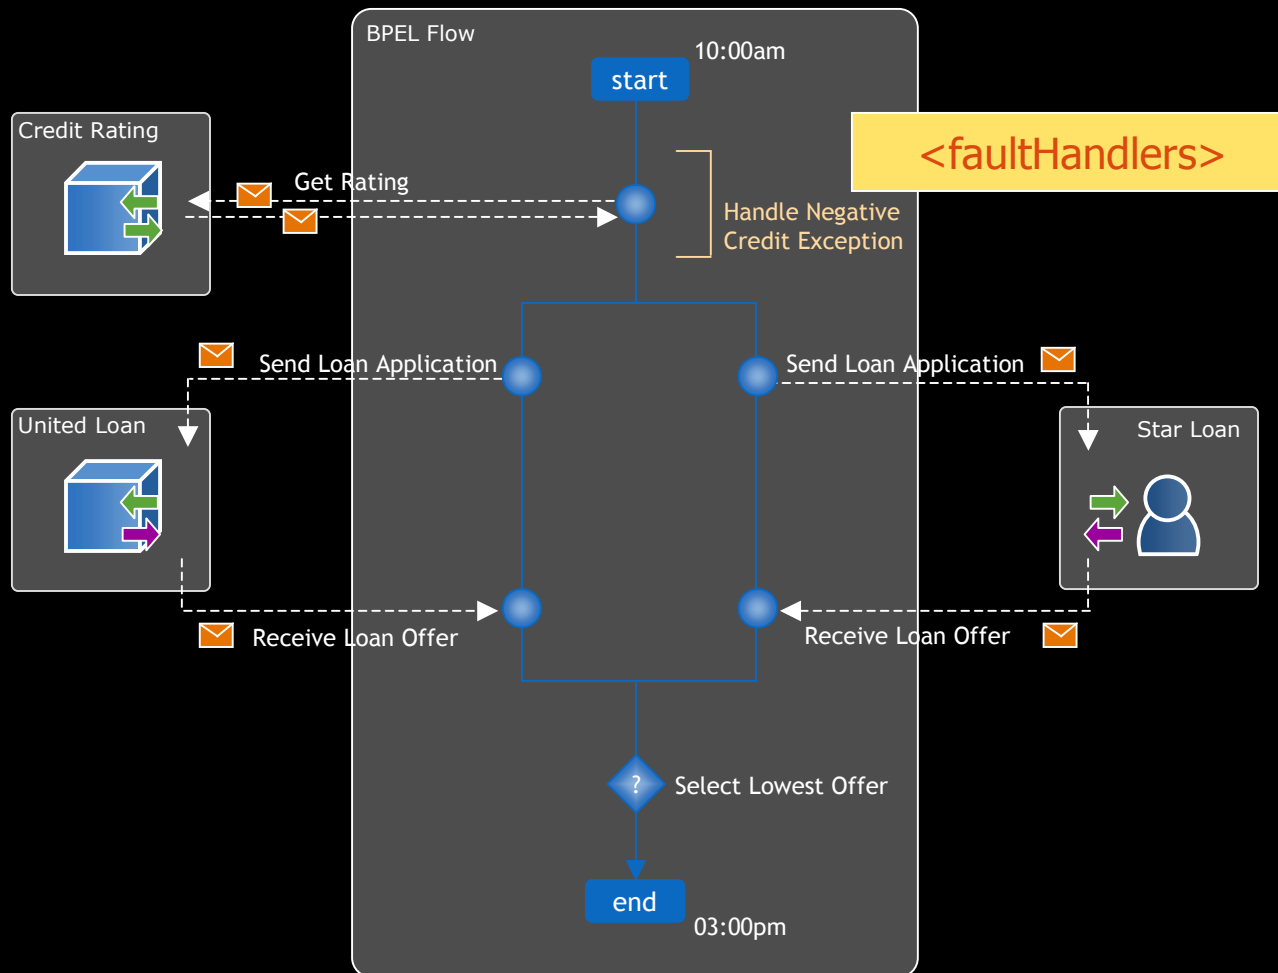 BPEL Flow
10:00am
start
Credit Rating
<faultHandlers>
Get Rating
Handle Negative
Credit Exception
Send Loan Application
Send Loan Application
United Loan
Star Loan
Receive Loan Offer
Receive Loan Offer
?
Select Lowest Offer
end
03:00pm